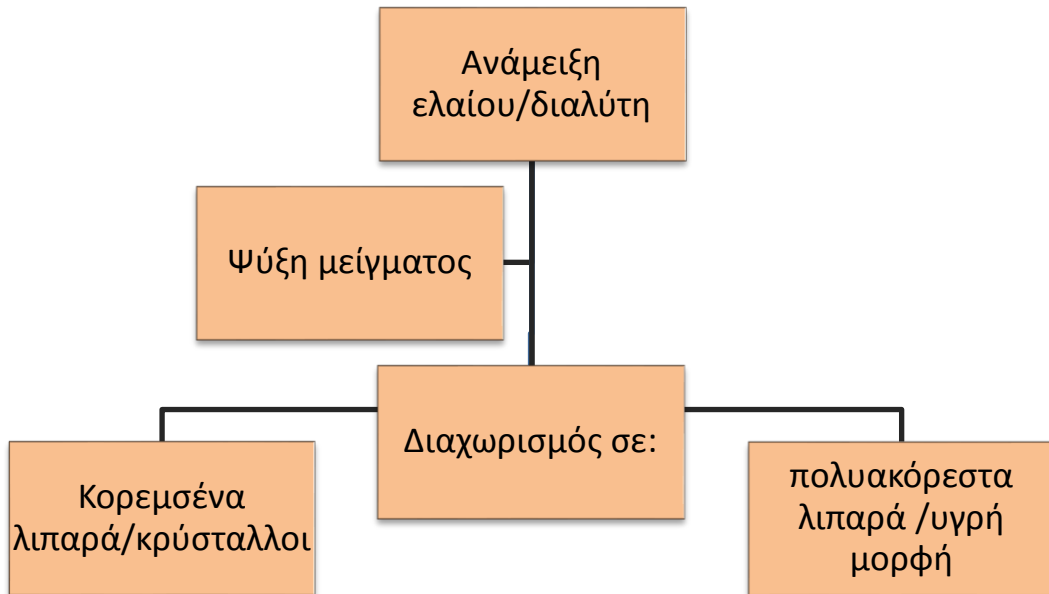 Ανάμειξη
ελαίου/διαλύτη
Ψύξη μείγματος
Διαχωρισμός σε:
Κορεμσένα
λιπαρά/κρύσταλλοι
πολυακόρεστα
λιπαρά /υγρή
μορφή